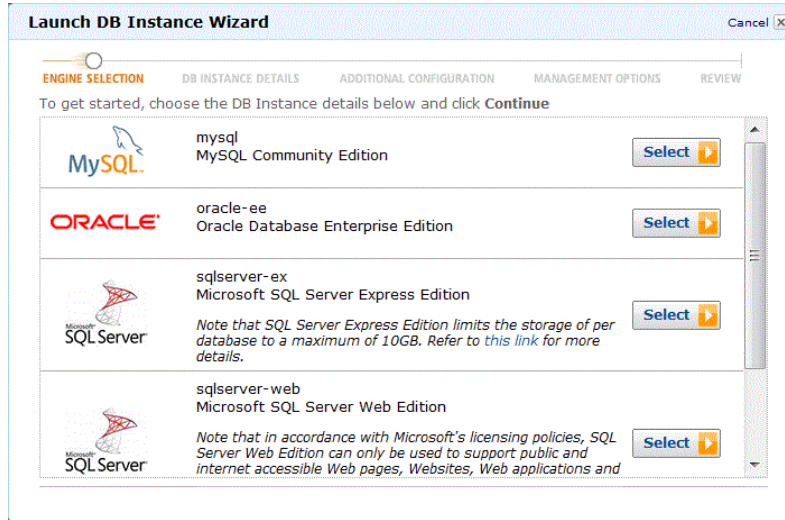 Launch DB Instance Wizard
Cancel X
ENGINE SELECTION DB INSTANCE DETAILS ADDITIONAL CONFIGURATION MANAGEMENT OPTIONS REVIEW
To get started, choose the DB Instance details below and click Continue
MySQL.
mysql
MySQL Community Edition
Select
ORACLE
oracle-ee
Oracle Database Enterprise Edition
Select
Microsoft
SQL Server
sqlserver-ex
Microsoft SQL Server Express Edition
Note that SQL Server Express Edition limits the storage of per
database to a maximum of 10GB. Refer to this link for more
details.
Select
Microsoft
SQL Server
sqlserver-web
Microsoft SQL Server Web Edition
Note that in accordance with Microsoft's licensing policies, SQL
Server Web Edition can only be used to support public and
internet accessible Web pages, Websites, Web applications and
Select